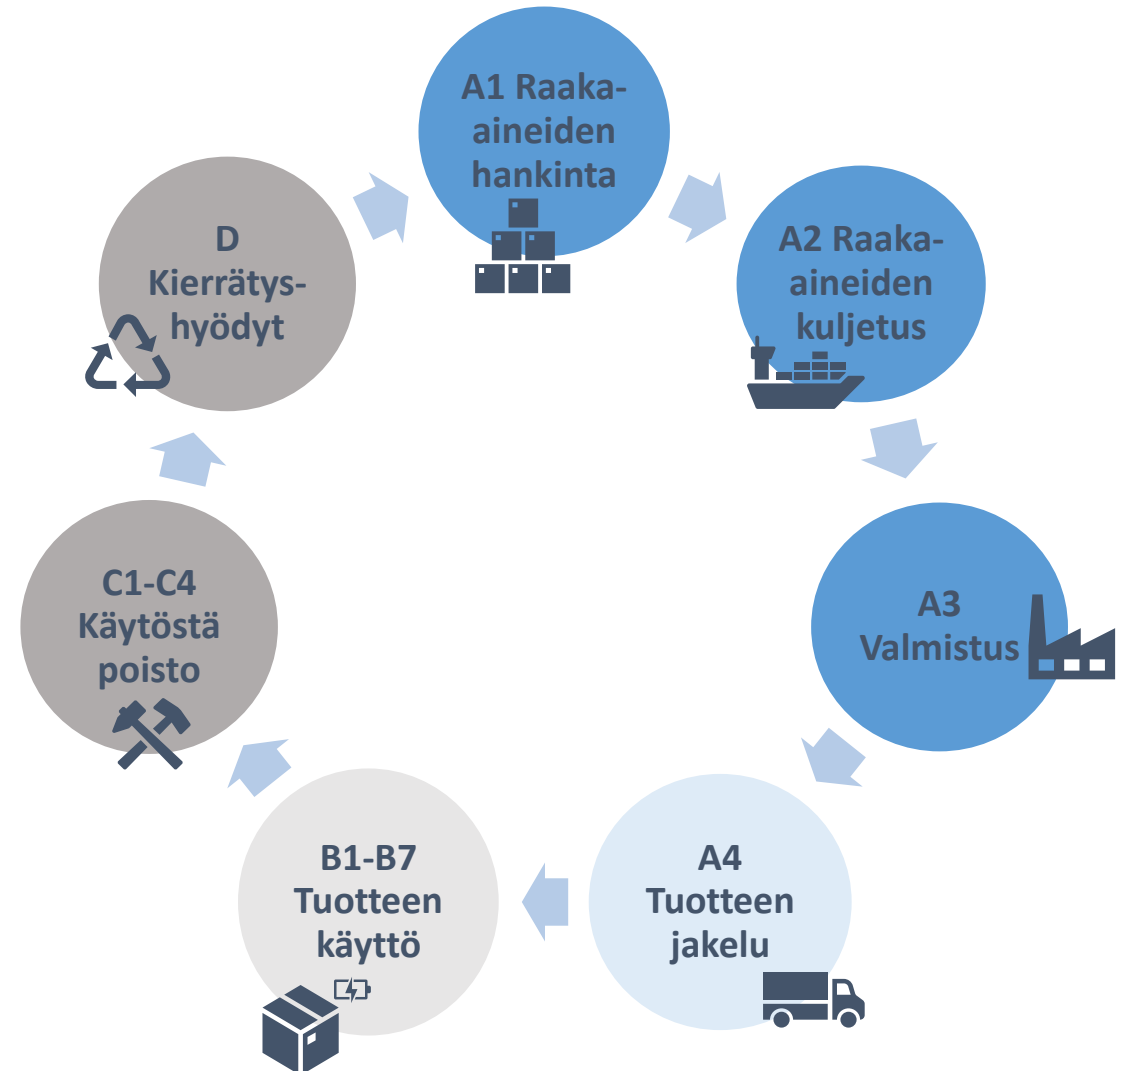 A1 Raaka-
aineiden
hankinta
A2 Raaka-
aineiden
kuljetus
A3
Valmistus
A4
Tuotteen
jakelu
B1-B7
Tuotteen
käyttö
C1-C4
Käytöstä
poisto
D
Kierrätys-
hyödyt